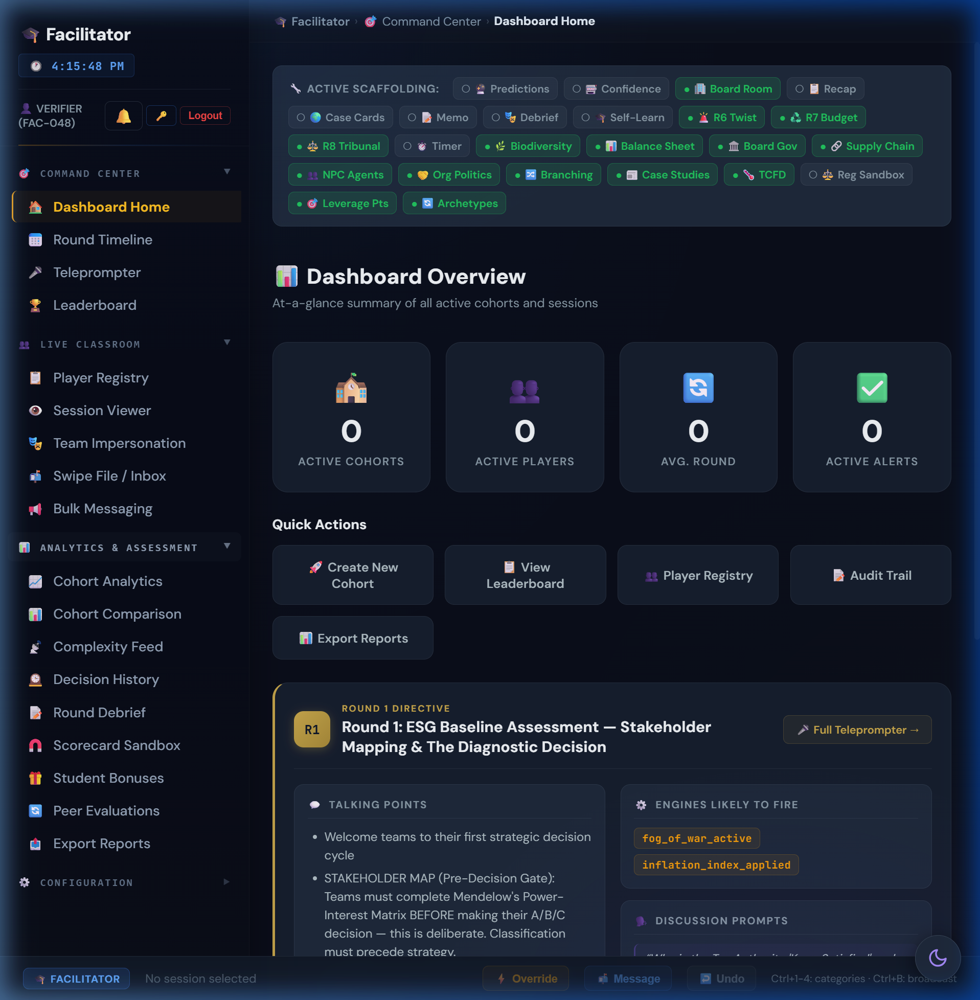 Facilitator
4:15:48 PM
VERIFIER
(FAC-048)
Logout
COMMAND CENTER
Dashboard Home
Round Timeline
Teleprompter
Leaderboard
LIVE CLASSROOM
Player Registry
Session Viewer
Team Impersonation
Swipe File / Inbox
Bulk Messaging
ANALYTICS & ASSESSMENT
Cohort Analytics
Cohort Comparison
Complexity Feed
Decision History
Round Debrief
Scorecard Sandbox
Student Bonuses
Peer Evaluations
Export Reports
CONFIGURATION
Facilitator › Command Center › Dashboard Home
ACTIVE SCAFFOLDING: Predictions Confidence Board Room Recap
Case Cards Memo Debrief Self-Learn R6 Twist R7 Budget
R8 Tribunal Timer Biodiversity Balance Sheet Board Gov Supply Chain
NPC Agents Org Politics Branching Case Studies TCFD Reg Sandbox
Leverage Pts Archetypes
Dashboard Overview
At-a-glance summary of all active cohorts and sessions
0 0 0 0
ACTIVE COHORTS ACTIVE PLAYERS AVG. ROUND ACTIVE ALERTS
Quick Actions
Create New
Cohort
View
Leaderboard
Player Registry
Audit Trail
Export Reports
R1
ROUND 1 DIRECTIVE
Round 1: ESG Baseline Assessment — Stakeholder
Mapping & The Diagnostic Decision
Full Teleprompter →
TALKING POINTS
• Welcome teams to their first strategic decision
cycle
• STAKEHOLDER MAP (Pre-Decision Gate):
Teams must complete Mendelow's Power-
Interest Matrix BEFORE making their A/B/C
decision — this is deliberate. Classification
must precede strategy.
ENGINES LIKELY TO FIRE
fog_of_war_active
inflation_index_applied
DISCUSSION PROMPTS
FACILITATOR No session selected Override Message Undo Ctrl+1-4: categories · Ctrl+B: broadcast